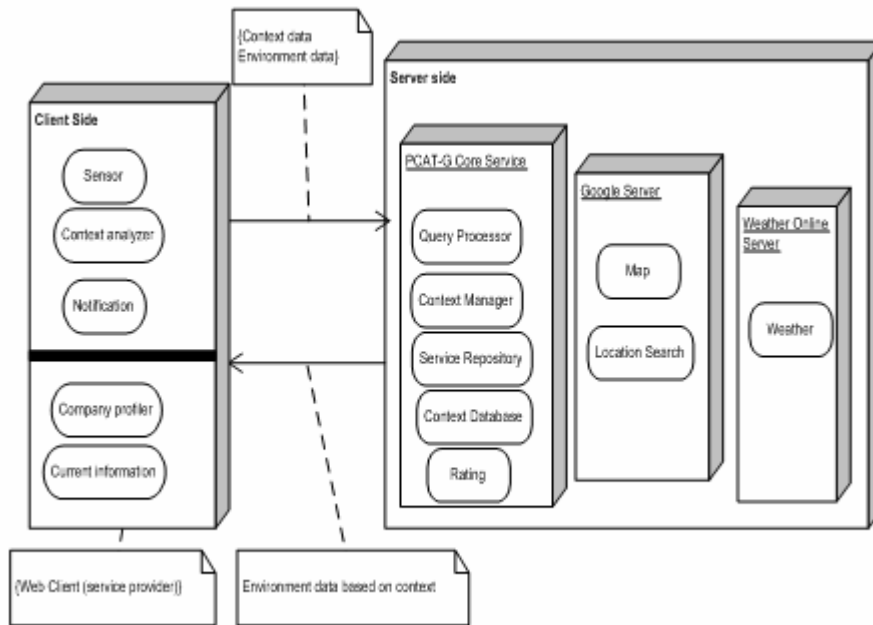 {Context data
Environment data}
Server side
Client Side
Sensor
Context analyzer
Notification
Company profiler
Current information
PCAT-G Core Service
Query Processor
Context Manager
Service Repository
Context Database
Rating
Google Server
Map
Location Search
Weather Online
Server
Weather
{Web Client (service provider)}
Environment data based on context